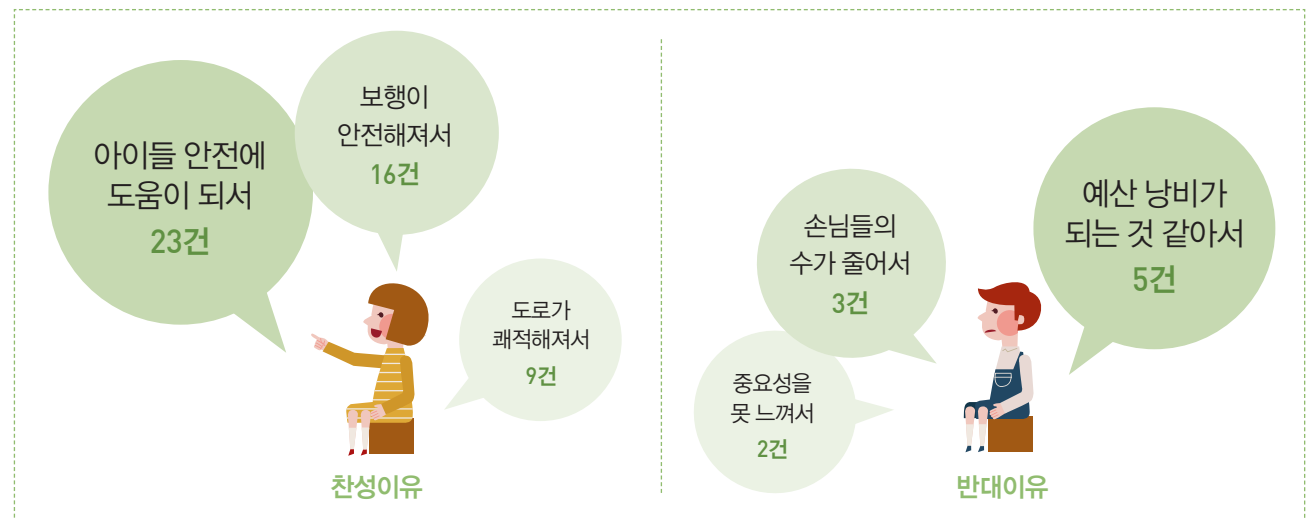 아이들 안전에
도움이 되서
23건
보행이
안전해져서
16건
도로가
쾌적해져서
9건
찬성이유
중요성을
못 느껴서
2건
손님들의
수가 줄어서
3건
예산 낭비가
되는 것 같아서
5건
반대이유